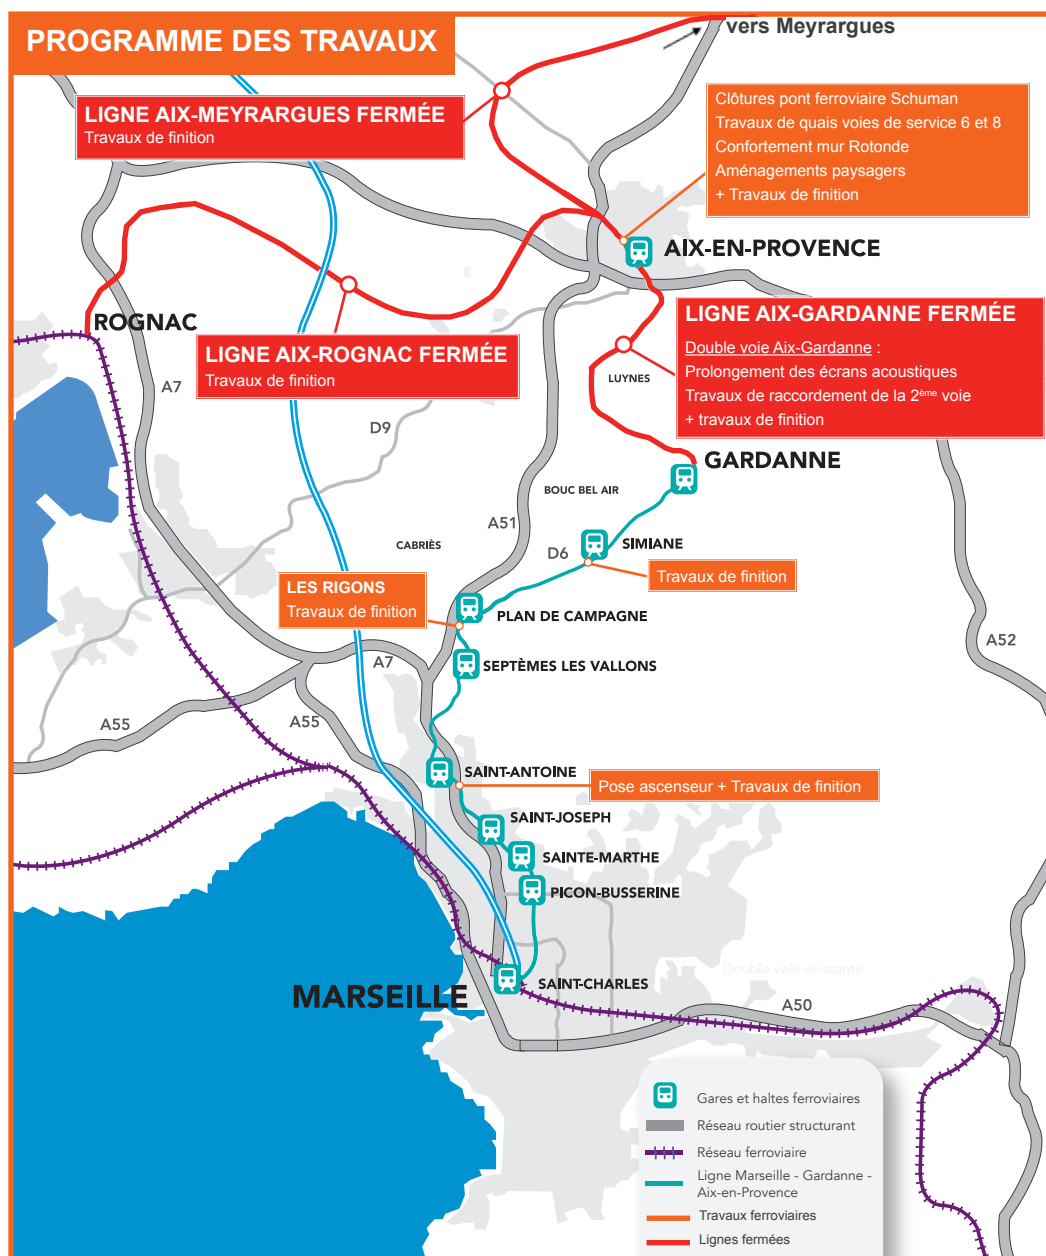 PROGRAMME DES TRAVAUX
vers Meyrargues
LIGNE AIX-MEYRARGUES FERMÉE
Travaux de finition
Clôtures pont ferroviaire Schuman
Travaux de quais voies de service 6 et 8
Confortement mur Rotonde
Aménagements paysagers
+ Travaux de finition
AIX-EN-PROVENCE
ROGNAC
LIGNE AIX-ROGNAC FERMÉE
Travaux de finition
LIGNE AIX-GARDANNE FERMÉE
Double voie Aix-Gardanne :
Prolongement des écrans acoustiques
Travaux de raccordement de la 2ème voie
+ travaux de finition
LUYNES
A7
D9
GARDANNE
BOUC BEL AIR
A51
CABRIÈS
D6
SIMIANE
Travaux de finition
LES RIGONS
Travaux de finition
PLAN DE CAMPAGNE
A52
A7
SEPTÈMES LES VALLONS
A55
A55
SAINT-ANTOINE
Pose ascenseur + Travaux de finition
SAINT-JOSEPH
SAINTE-MARTHE
PICON-BUSSERINE
Double voie existante
MARSEILLE
SAINT-CHARLES
A50
Gares et haltes ferroviaires
Réseau routier structurant
Réseau ferroviaire
Ligne Marseille - Gardanne -
Aix-en-Provence
Travaux ferroviaires
Lignes fermées